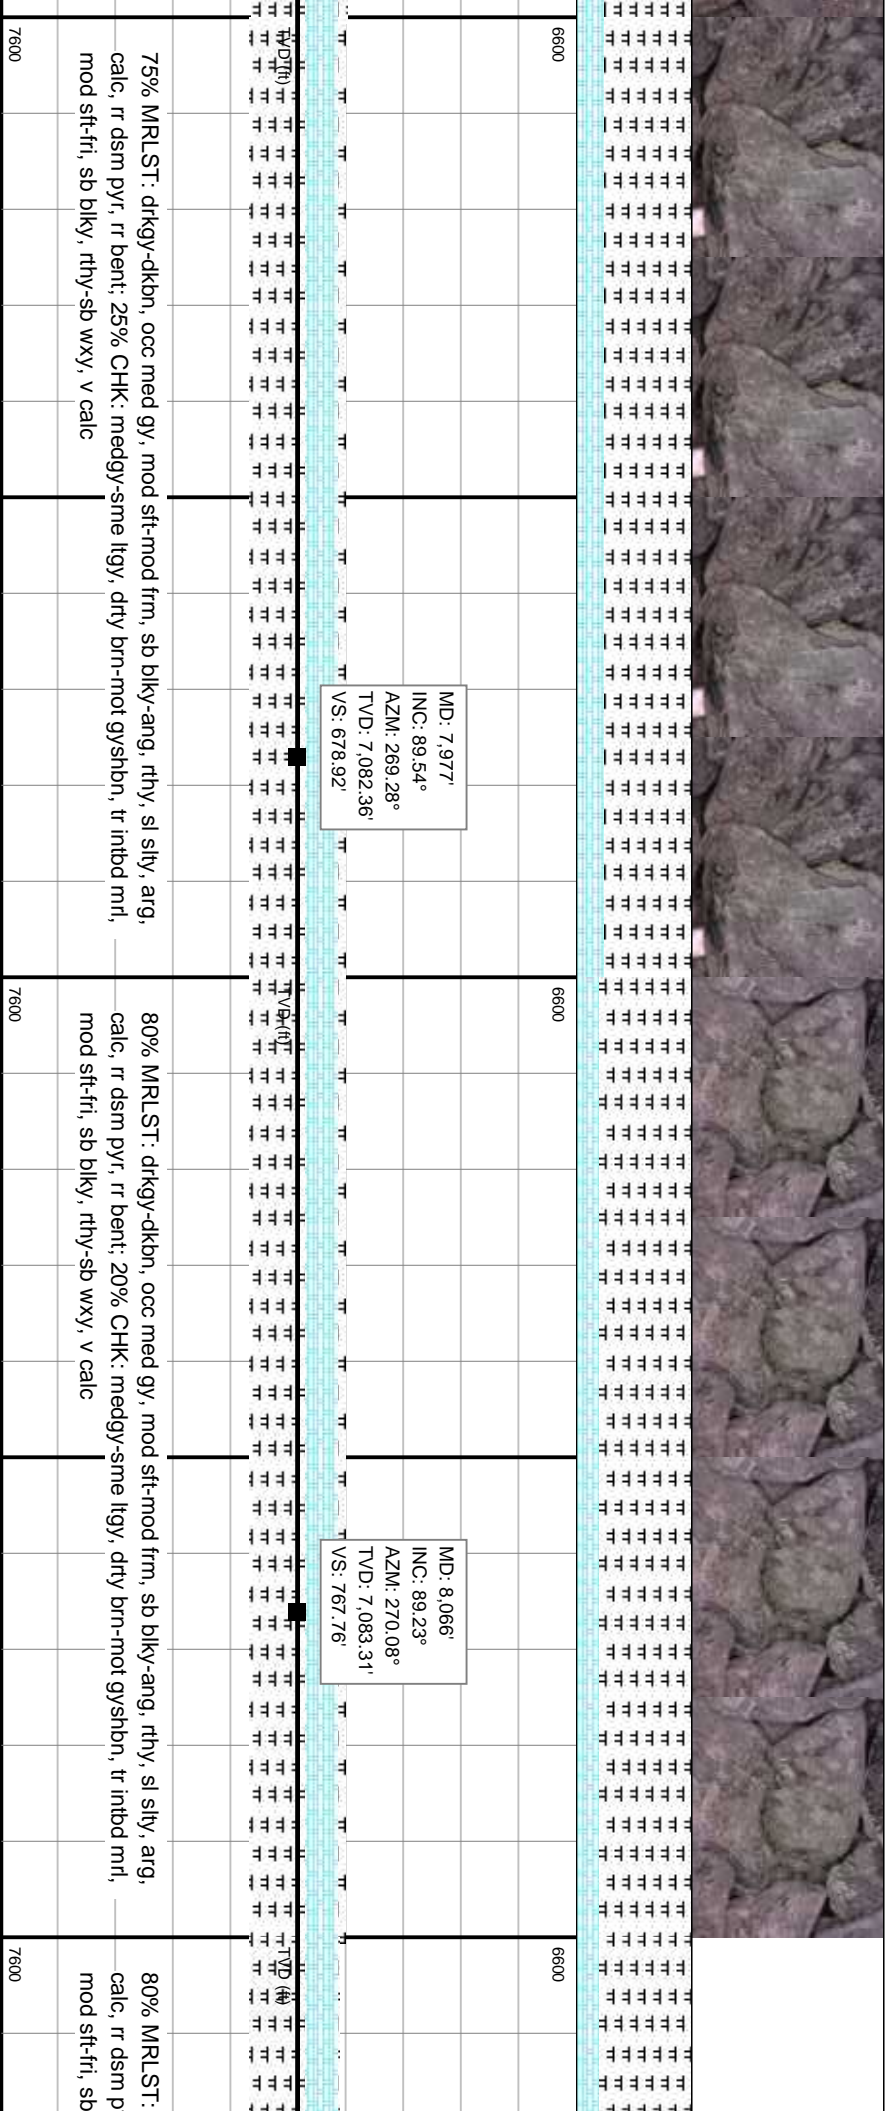 6600
TVD (ft)
7600
75% MRLST: drkgy-dkbn, occ med gy, mod sft-mod frm, sb blky-ang, rthy, sl slty, arg,
calc, rr dsm pyr, rr bent; 25% CHK: medgy-sme ltgy, drty brn-mot gyshbn, tr intbd mrl,
mod sft-fri, sb blky, rthy-sb wxy, v calc
MD: 7,977'
INC: 89.54°
AZM: 269.28°
TVD: 7,082.36'
VS: 678.92'
6600
TVD (ft)
7600
80% MRLST: drkgy-dkbn, occ med gy, mod sft-mod frm, sb blky-ang, rthy, sl slty, arg,
calc, rr dsm pyr, rr bent; 20% CHK: medgy-sme ltgy, drty brn-mot gyshbn, tr intbd mrl,
mod sft-fri, sb blky, rthy-sb wxy, v calc
MD: 8,066'
INC: 89.23°
AZM: 270.08°
TVD: 7,083.31'
VS: 767.76'
6600
TVD (ft)
7600
80% MRLST:
calc, rr dsm p
mod sft-fri, sb